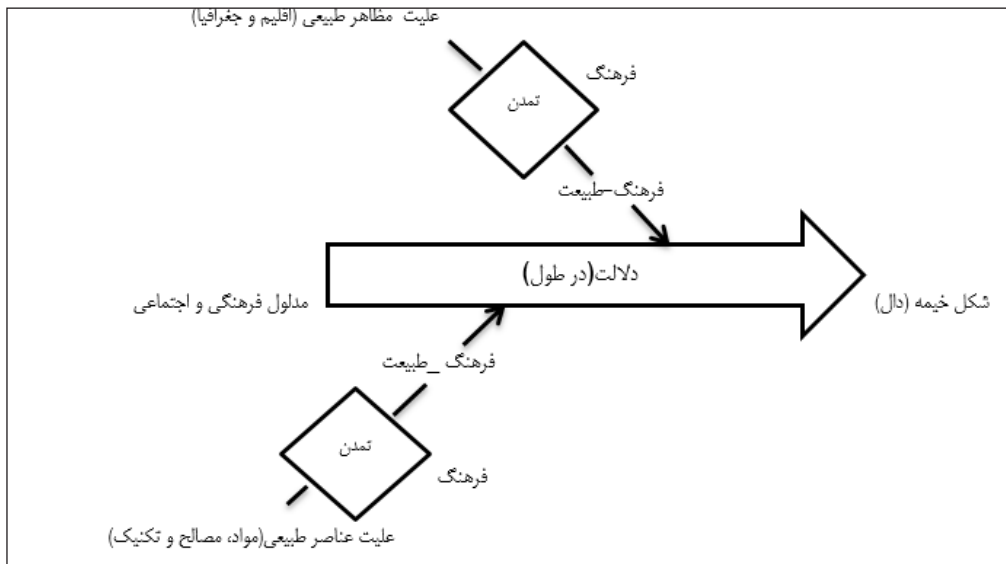 علیت مظاهر طبیعی (اقلیم و جغرافیا)
فرهنگ
تمدن
فرهنگ-طبیعت
دلالت(در طول)
شکل خیمه (دال)
مدلول فرهنگی و اجتماعی
فرهنگ _طبیعت
تمدن
فرهنگ
علیت عناصر طبیعی(مواد، مصالح و تکنیک)